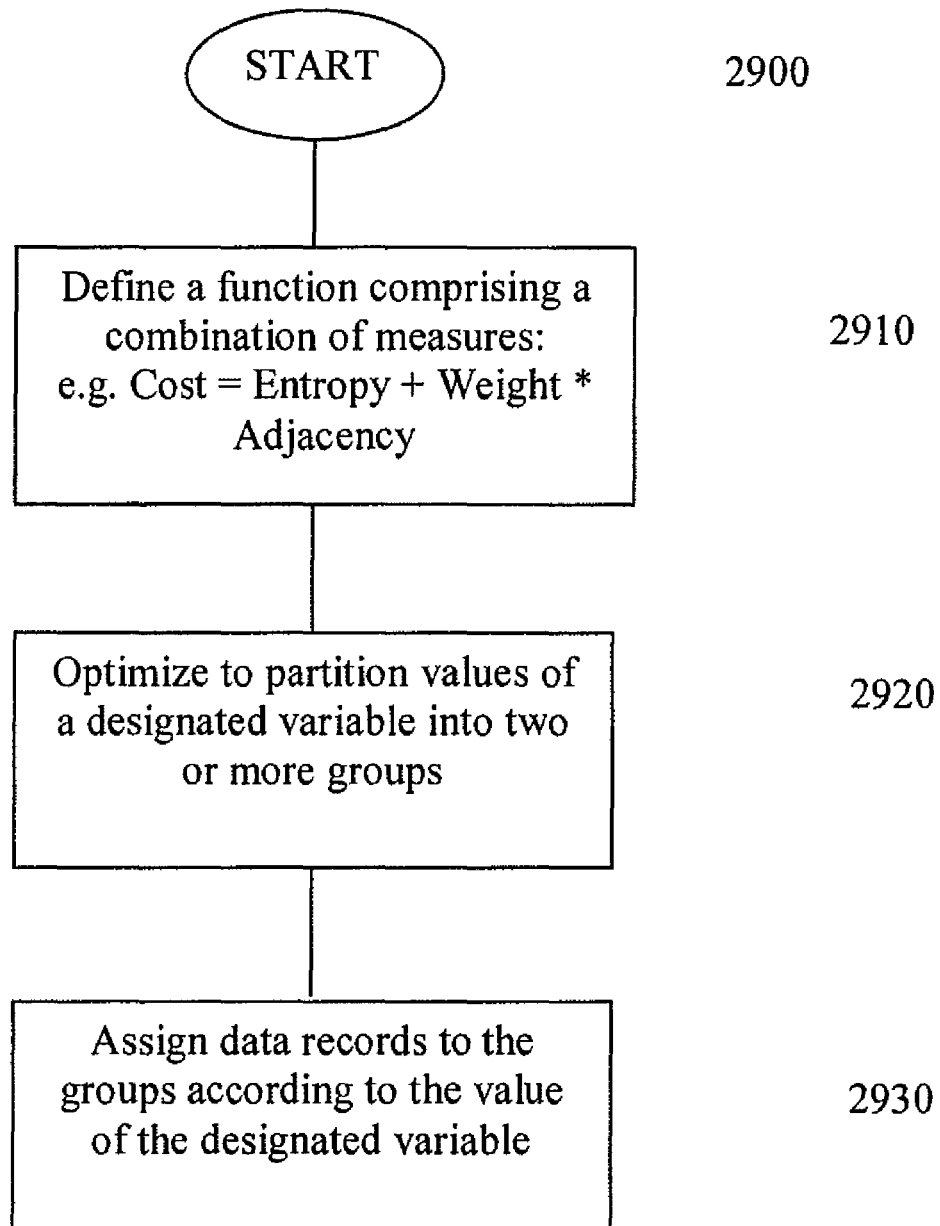 START
2900
Define a function comprising a
combination of measures:
e.g. Cost = Entropy + Weight *
Adjacency
2910
Optimize to partition values of
a designated variable into two
or more groups
2920
Assign data records to the
groups according to the value
of the designated variable
2930